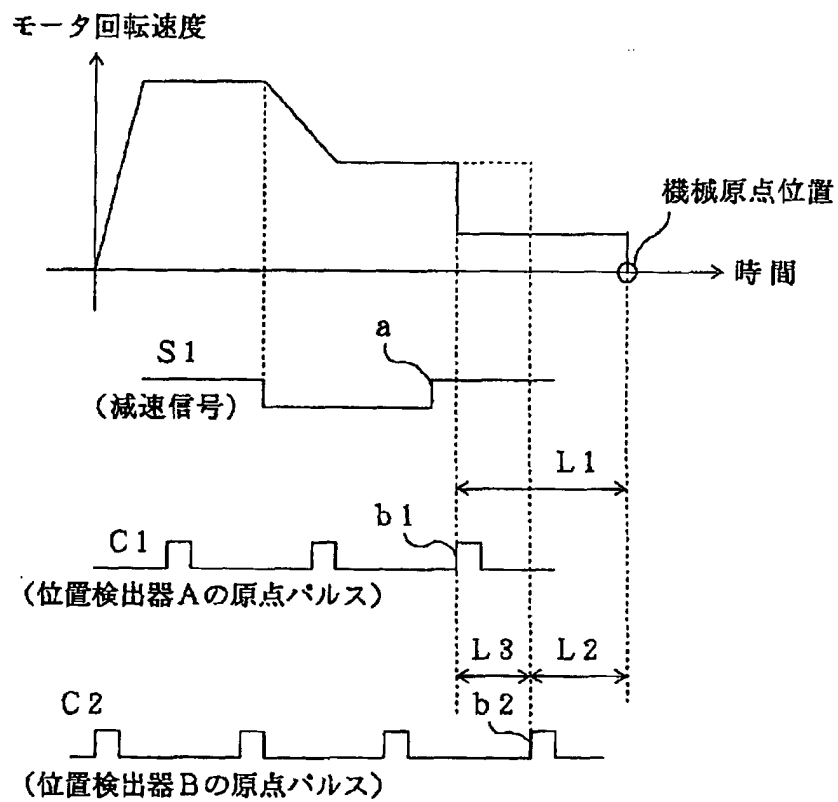 モータ回転速度
機械原点位置
時間
a
S1
(減速信号)
L1
b1
C1
(位置検出器Aの原点パルス)
L3
L2
C2
b2
(位置検出器Bの原点パルス)